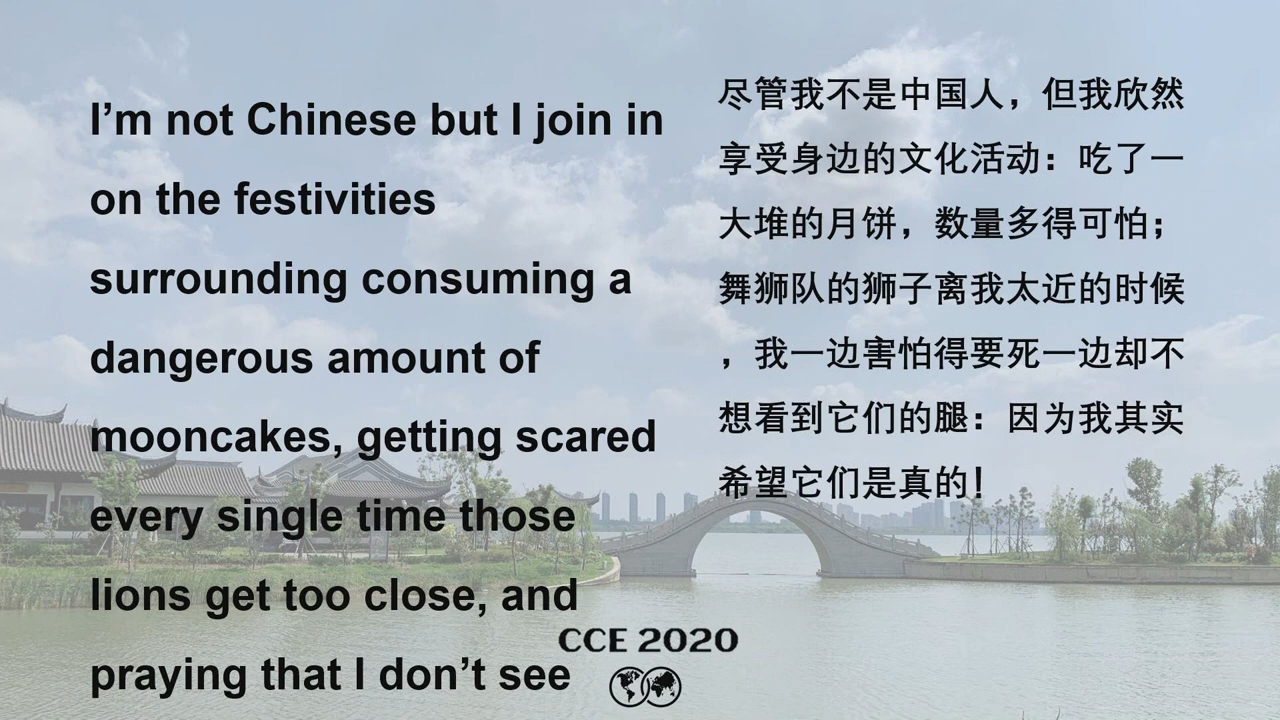 I’m not Chinese but I join in
on the festivities
surrounding consuming a
dangerous amount of
mooncakes, getting scared
every single time those
lions get too close, and
praying that I don’t see
尽管我不是中国人，但我欣然
享受身边的文化活动：吃了一
大堆的月饼，数量多得可怕；
舞狮队的狮子离我太近的时候
，我一边害怕得要死一边却不
想看到它们的腿：因为我其实
希望它们是真的！
CCE 2020